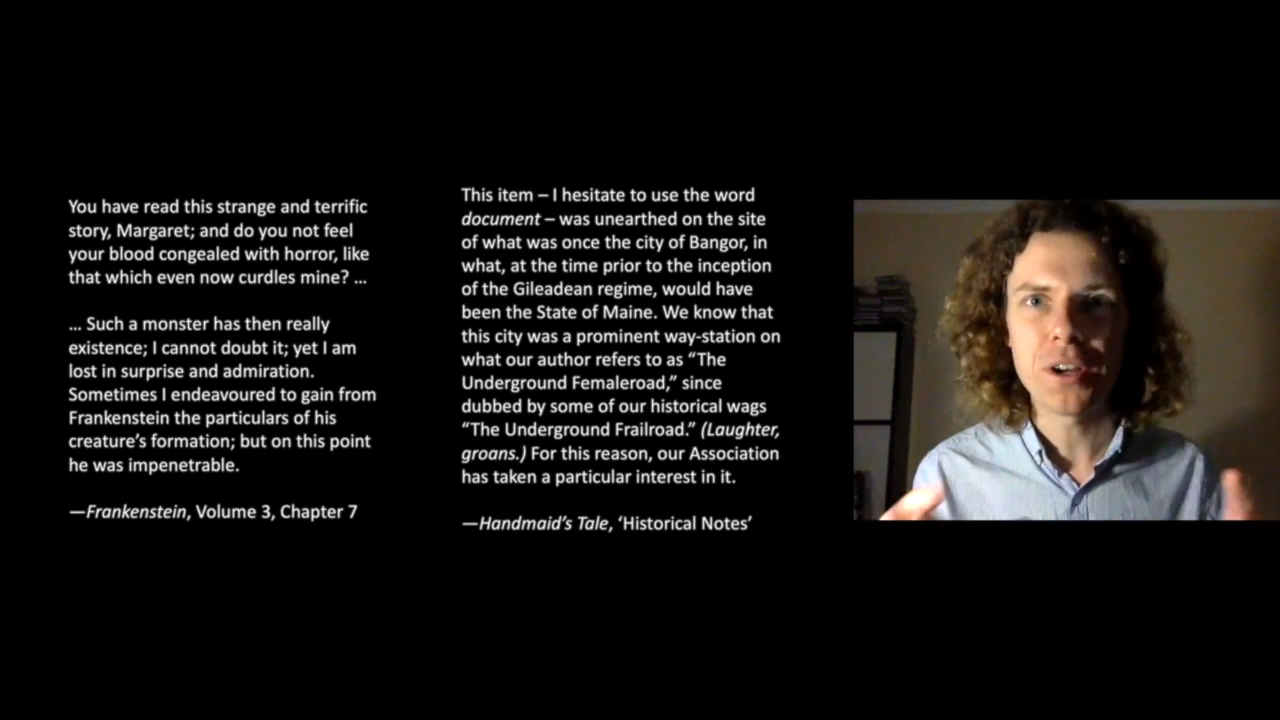 You have read this strange and terrific
story, Margaret; and do you not feel
your blood congealed with horror, like
that which even now curdles mine? …
… Such a monster has then really
existence; I cannot doubt it; yet I am
lost in surprise and admiration.
Sometimes I endeavoured to gain from
Frankenstein the particulars of his
creature’s formation; but on this point
he was impenetrable.
—Frankenstein, Volume 3, Chapter 7
This item – I hesitate to use the word
document – was unearthed on the site
of what was once the city of Bangor, in
what, at the time prior to the inception
of the Gileadean regime, would have
been the State of Maine. We know that
this city was a prominent way-station on
what our author refers to as “The
Underground Femaleroad,” since
dubbed by some of our historical wags
“The Underground Frailroad.” (Laughter,
groans.) For this reason, our Association
has taken a particular interest in it.
—Handmaid’s Tale, ‘Historical Notes’